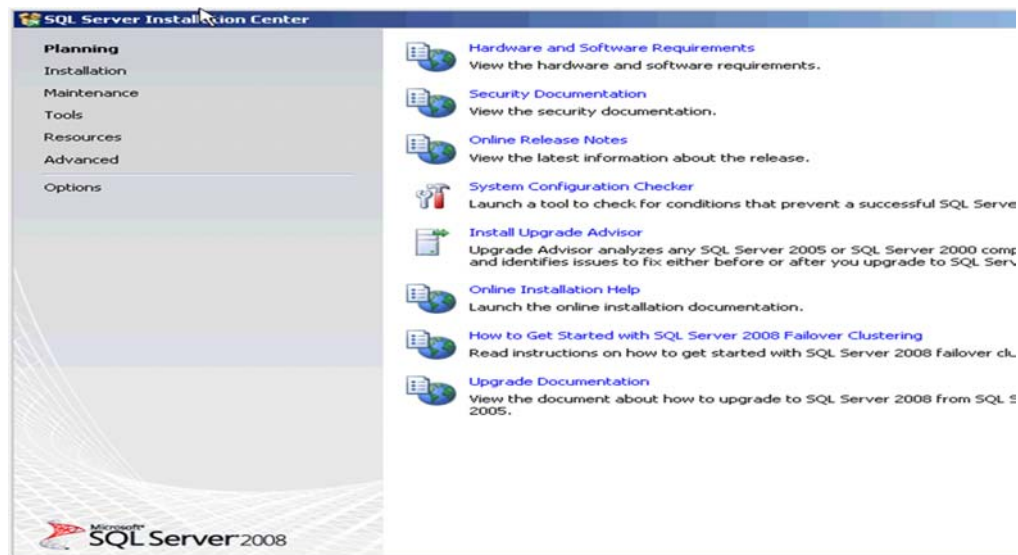 SQL Server Installation Center
Planning
Installation
Maintenance
Tools
Resources
Advanced
Options
Hardware and Software Requirements
View the hardware and software requirements.
Security Documentation
View the security documentation.
Online Release Notes
View the latest information about the release.
System Configuration Checker
Launch a tool to check for conditions that prevent a successful SQL Serve
Install Upgrade Advisor
Upgrade Advisor analyzes any SQL Server 2005 or SQL Server 2000 comp
and identifies issues to fix either before or after you upgrade to SQL Serv
Online Installation Help
Launch the online installation documentation.
How to Get Started with SQL Server 2008 Failover Clustering
Read instructions on how to get started with SQL Server 2008 failover clu
Upgrade Documentation
View the document about how to upgrade to SQL Server 2008 from SQL S
2005.
Microsoft®
SQL Server 2008